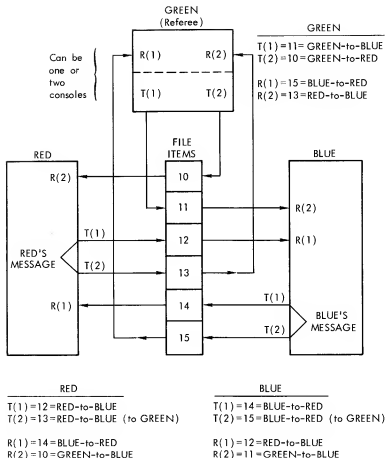 GREEN
(Referee)
R(1) R(2)
T(1) T(2)
Can be
one or
two
consoles
GREEN
T(1)=11=GREEN-to-BLUE
T(2)=10=GREEN-to-RED
R(1)=15=BLUE-to-RED
R(2)=13=RED-to-BLUE
FILE
ITEMS
10
11
12
13
14
15
RED
R(2)
T(1)
RED'S
MESSAGE
T(2)
R(1)
BLUE
R(2)
R(1)
T(1)
BLUE'S
MESSAGE
T(2)
RED
T(1)=12=RED-to-BLUE
T(2)=13=RED-to-BLUE (to GREEN)
R(1)=14=BLUE-to-RED
R(2)=10=GREEN-to-BLUE
BLUE
T(1)=14=BLUE-to-RED
T(2)=15=BLUE-to-RED (to GREEN)
R(1)=12=RED-to-BLUE
R(2)=11=GREEN-to-BLUE